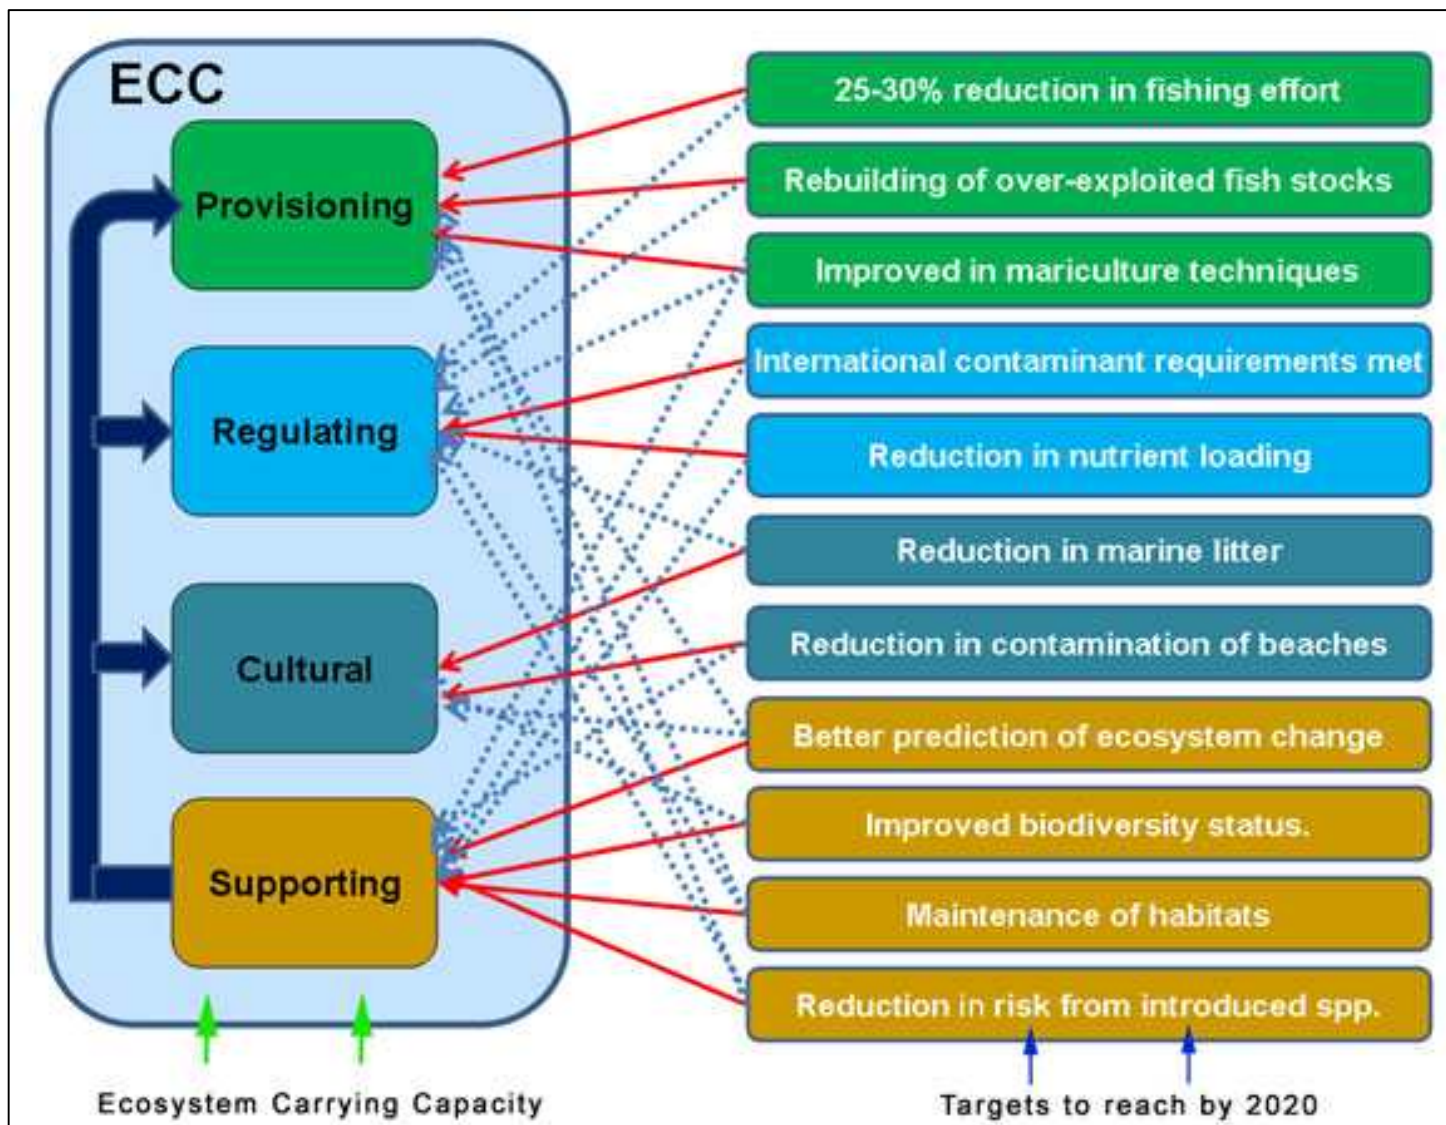 ECC
Provisioning
Regulating
Cultural
Supporting
25-30% reduction in fishing effort
Rebuilding of over-exploited fish stocks
Improved in mariculture techniques
International contaminant requirements met
Reduction in nutrient loading
Reduction in marine litter
Reduction in contamination of beaches
Better prediction of ecosystem change
Improved biodiversity status.
Maintenance of habitats
Reduction in risk from introduced spp.
Ecosystem Carrying Capacity
Targets to reach by 2020